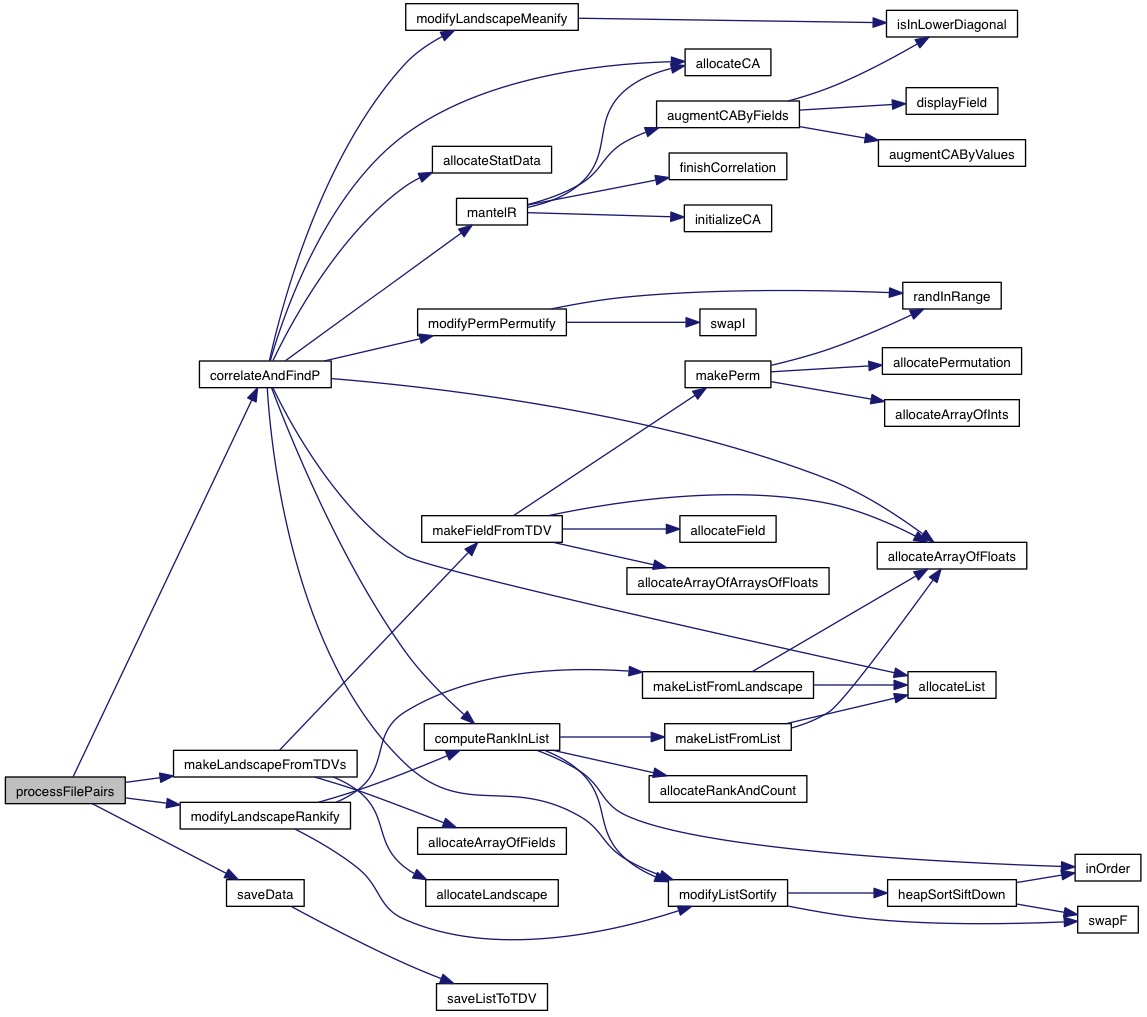 modifyLandscapeMeanify
isInLowerDiagonal
allocateCA
displayField
augmentCAByFields
augmentCAByValues
allocateStatData
finishCorrelation
mantelR
initializeCA
randInRange
modifyPermPermutify
swapI
correlateAndFindP
makePerm
allocatePermutation
allocateArrayOfInts
makeFieldFromTDV
allocateField
allocateArrayOfFloats
allocateArrayOfArraysOfFloats
makeListFromLandscape
allocateList
computeRankInList
makeListFromList
makeLandscapeFromTDVs
processFilePairs
allocateRankAndCount
modifyLandscapeRankify
allocateArrayOfFields
inOrder
saveData
allocateLandscape
modifyListSortify
heapSortSiftDown
swapF
saveListToTDV